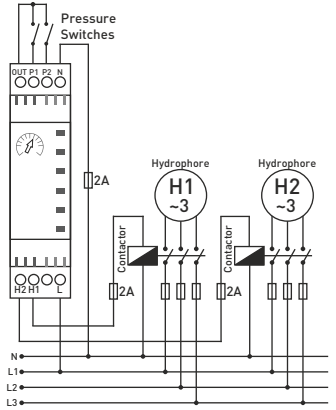 Pressure
Switches
OUT P1 P2 N
2A
Hydrophore
H1
~3
Hydrophore
H2
~3
Contactor
Contactor
H2 H1 L
2A
2A
N
L1
L2
L3